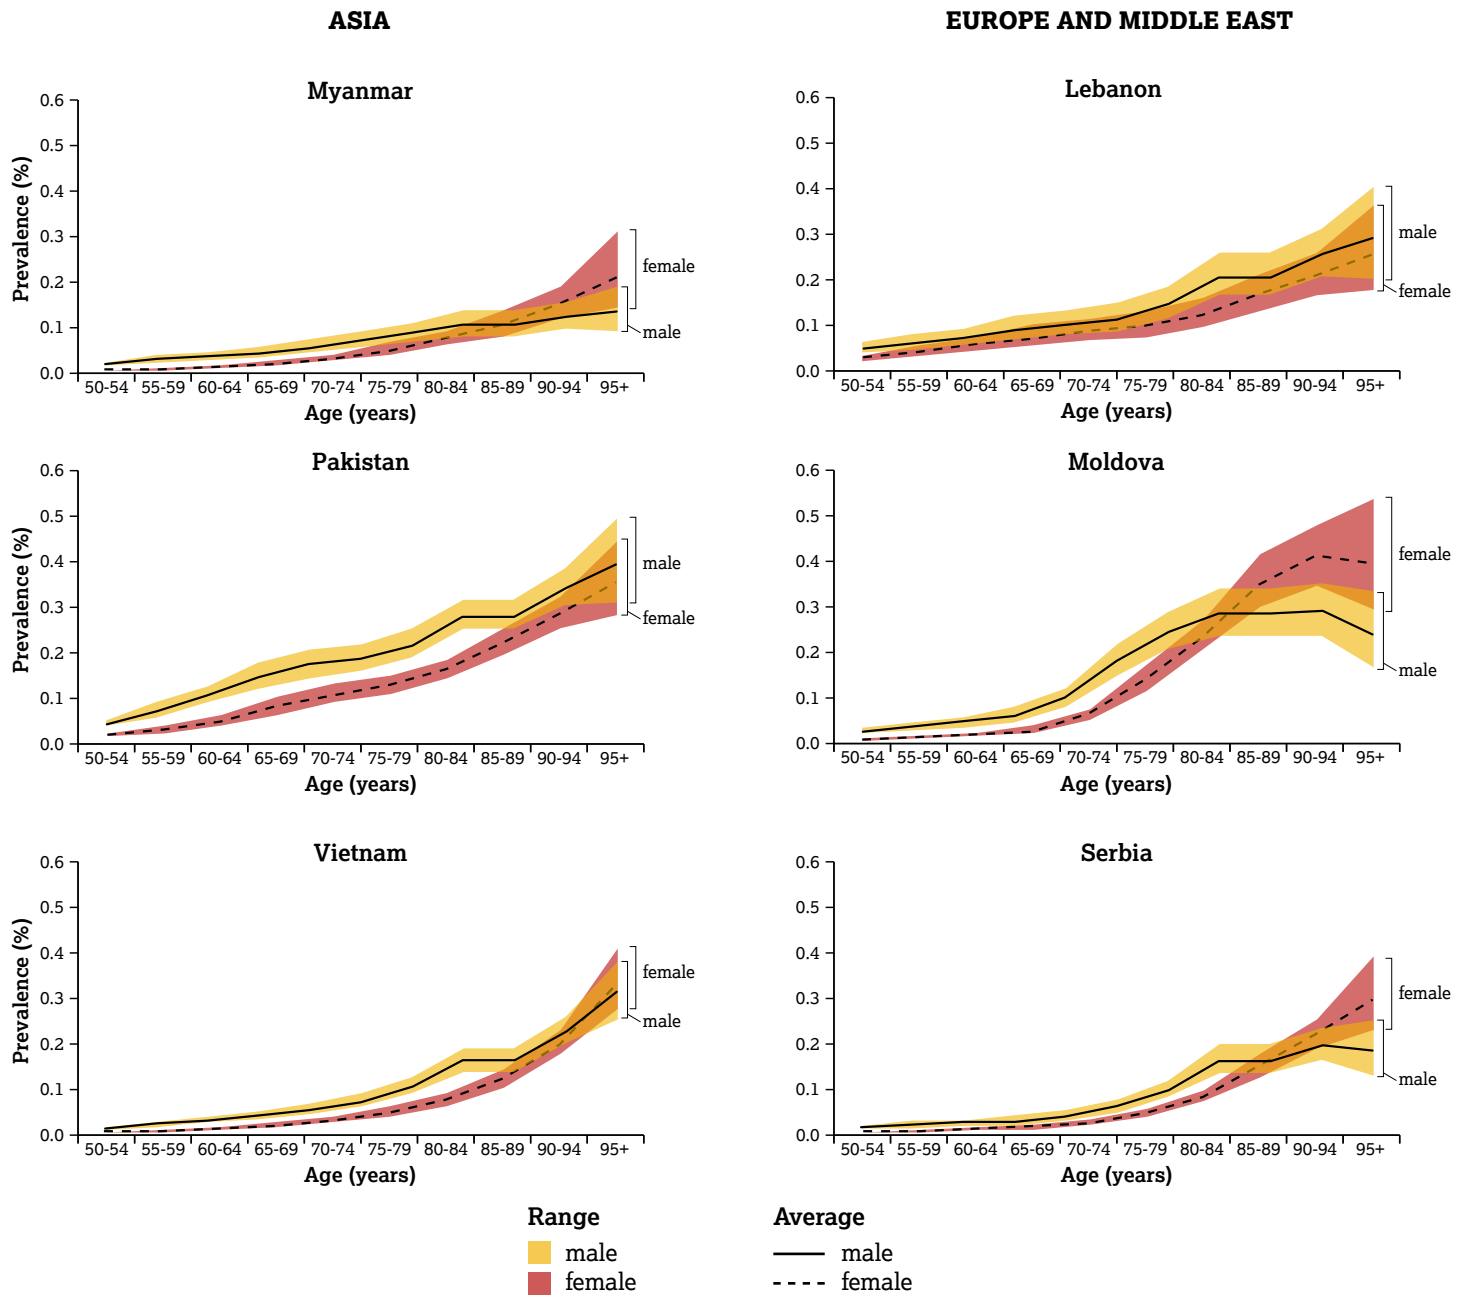 ASIA
EUROPE AND MIDDLE EAST
Myanmar
Prevalence (%)
0.6
0.5
0.4
0.3
0.2
0.1
0.0
female
male
50-54 55-59 60-64 65-69 70-74 75-79 80-84 85-89 90-94 95+
Age (years)
Lebanon
0.6
0.5
0.4
0.3
0.2
0.1
0.0
male
female
50-54 55-59 60-64 65-69 70-74 75-79 80-84 85-89 90-94 95+
Age (years)
Pakistan
Prevalence (%)
0.6
0.5
0.4
0.3
0.2
0.1
0.0
male
female
50-54 55-59 60-64 65-69 70-74 75-79 80-84 85-89 90-94 95+
Age (years)
Moldova
0.6
0.5
0.4
0.3
0.2
0.1
0.0
female
male
50-54 55-59 60-64 65-69 70-74 75-79 80-84 85-89 90-94 95+
Age (years)
Vietnam
Prevalence (%)
0.6
0.5
0.4
0.3
0.2
0.1
0.0
female
male
50-54 55-59 60-64 65-69 70-74 75-79 80-84 85-89 90-94 95+
Age (years)
Serbia
0.6
0.5
0.4
0.3
0.2
0.1
0.0
female
male
50-54 55-59 60-64 65-69 70-74 75-79 80-84 85-89 90-94 95+
Age (years)
Range
male
female
Average
male
female